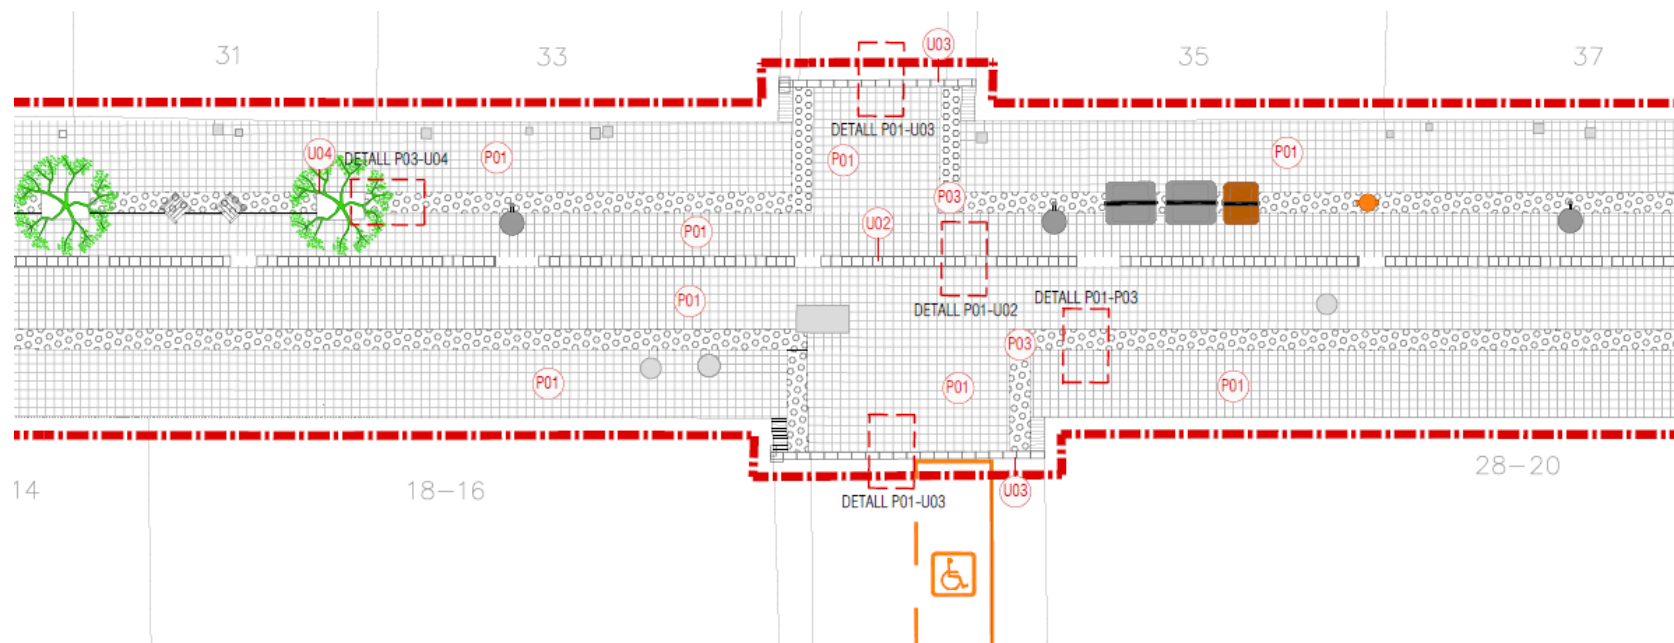 31
33
U03
35
37
DETALL P01-U03
U04
DETALL P03-U04
P01
P01
P01
P03
U02
P01
P01
DETALL P01-U02
DETALL P01-P03
P03
P01
P01
P01
14
18-16
DETALL P01-U03
U03
28-20